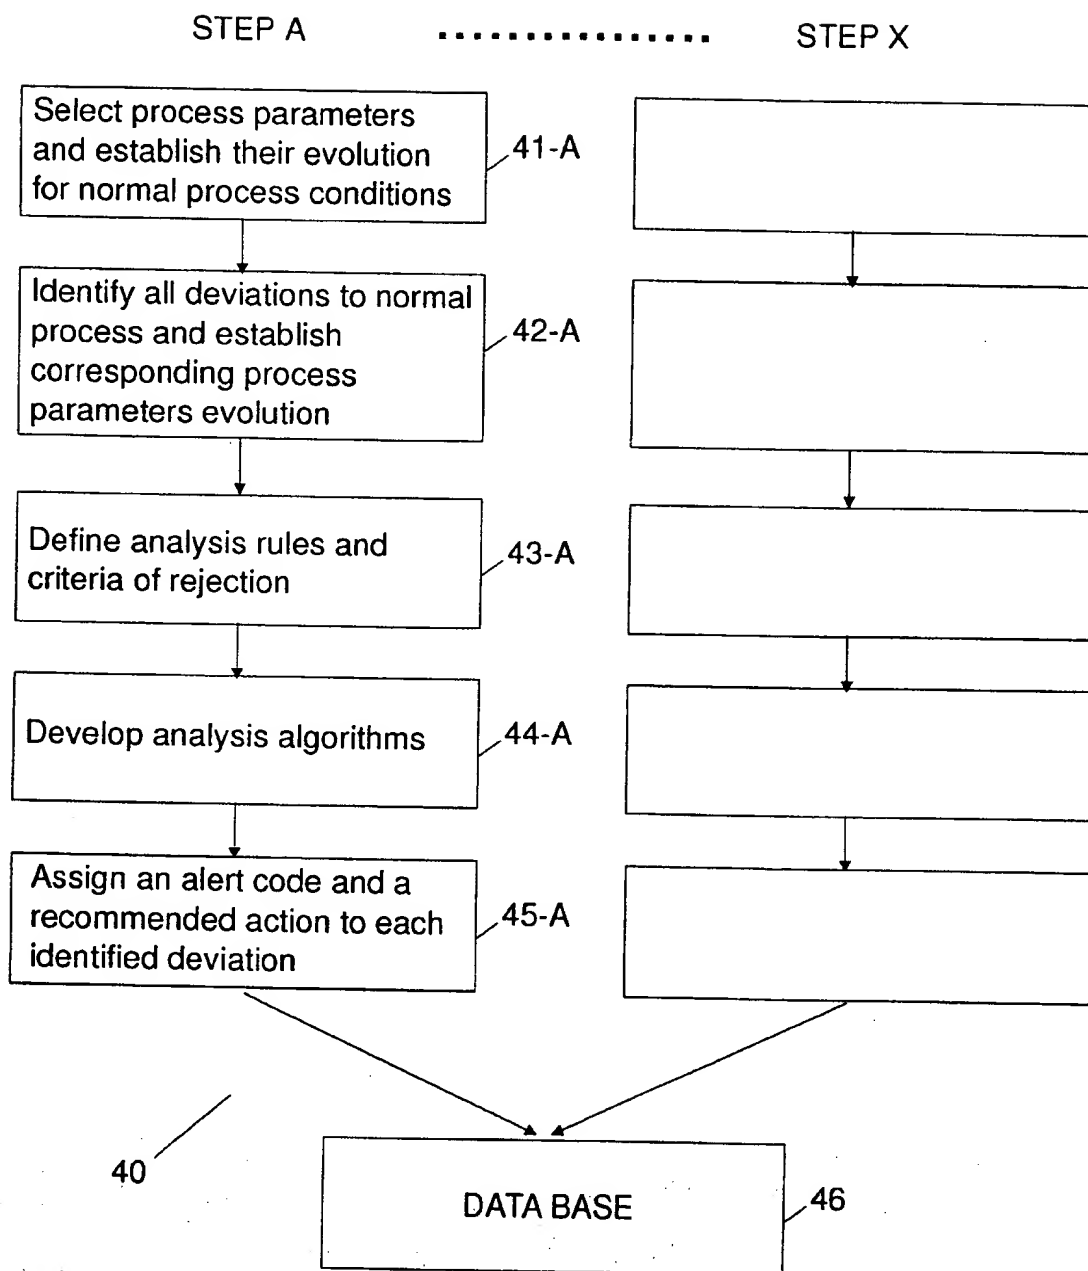 STEP A ............... STEP X
Select process parameters
and establish their evolution
for normal process conditions
41-A
Identify all deviations to normal
process and establish
corresponding process
parameters evolution
42-A
Define analysis rules and
criteria of rejection
43-A
Develop analysis algorithms
44-A
Assign an alert code and a
recommended action to each
identified deviation
45-A
40
DATA BASE
46